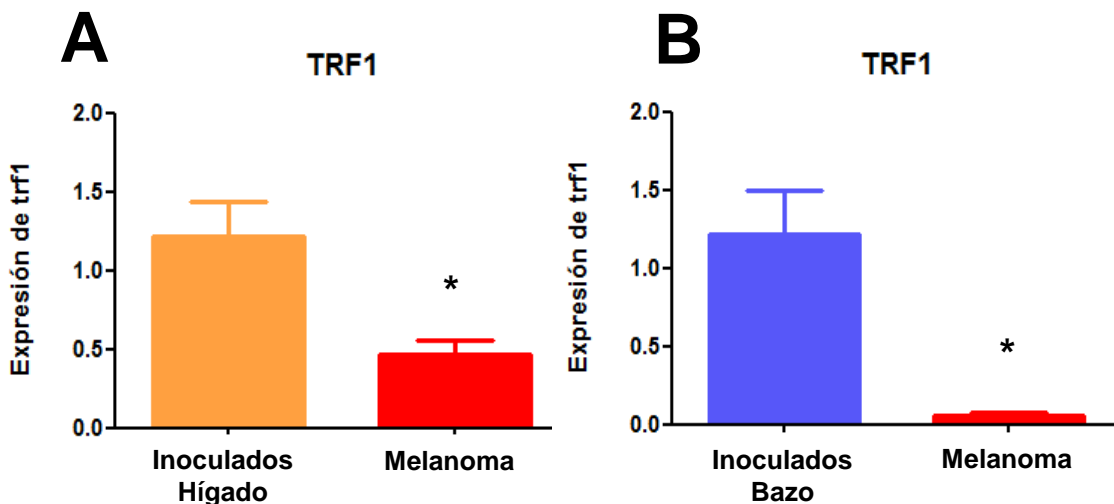 A
TRF1
Expresión de trf1
2.0
1.5
1.0
0.5
0.0
*
Inoculados
Hígado
Melanoma
B
TRF1
Expresión de trf1
2.0
1.5
1.0
0.5
0.0
*
Inoculados
Bazo
Melanoma